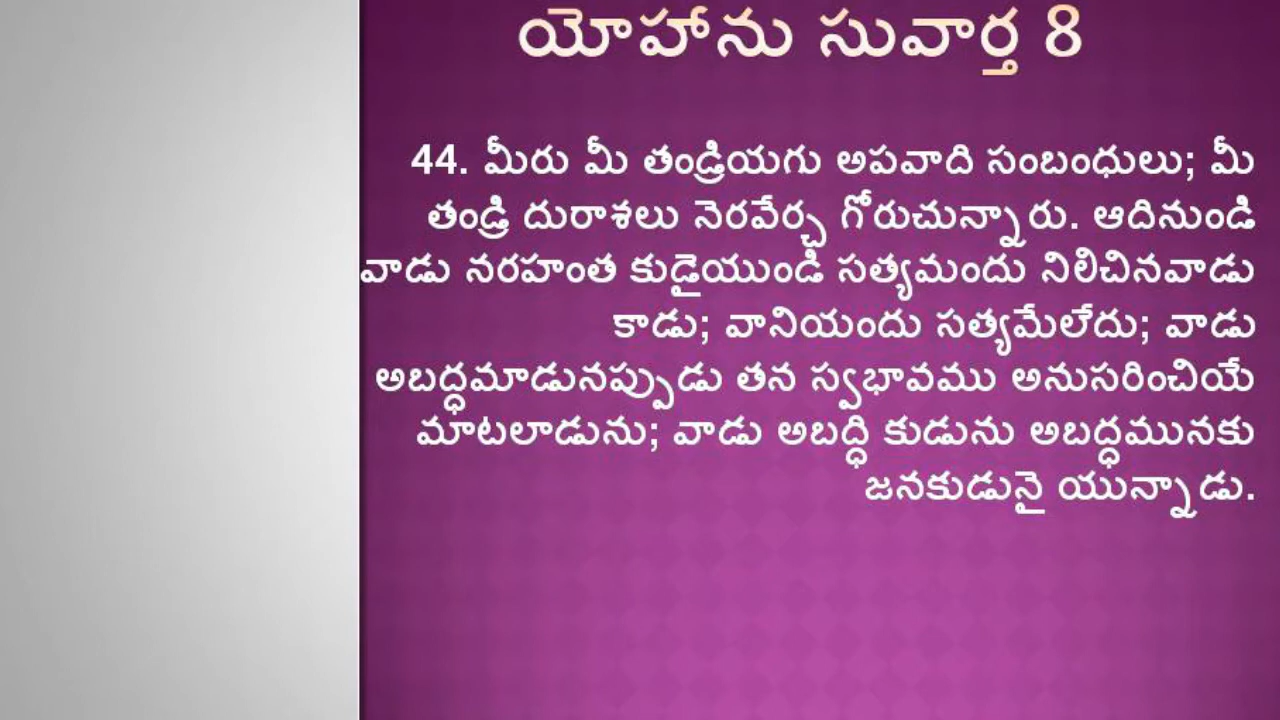 యోహాను సువార్త 8
44. మీరు మీ తండ్రియగు అపవాది సంబంధులు; మీ
తండ్రి దురాశలు నెరవేర్చ గోరుచున్నారు. ఆదినుండి
వాడు నరహంత కుడైయుండి సత్యమందు నిలిచినవాడు
కాడు; వానియందు సత్యమేలేదు; వాడు
అబద్ధమాడునప్పుడు తన స్వభావము అనుసరించియే
మాటలాడును; వాడు అబద్ధి కుడును అబద్ధమునకు
జనకుడునై యున్నాడు.